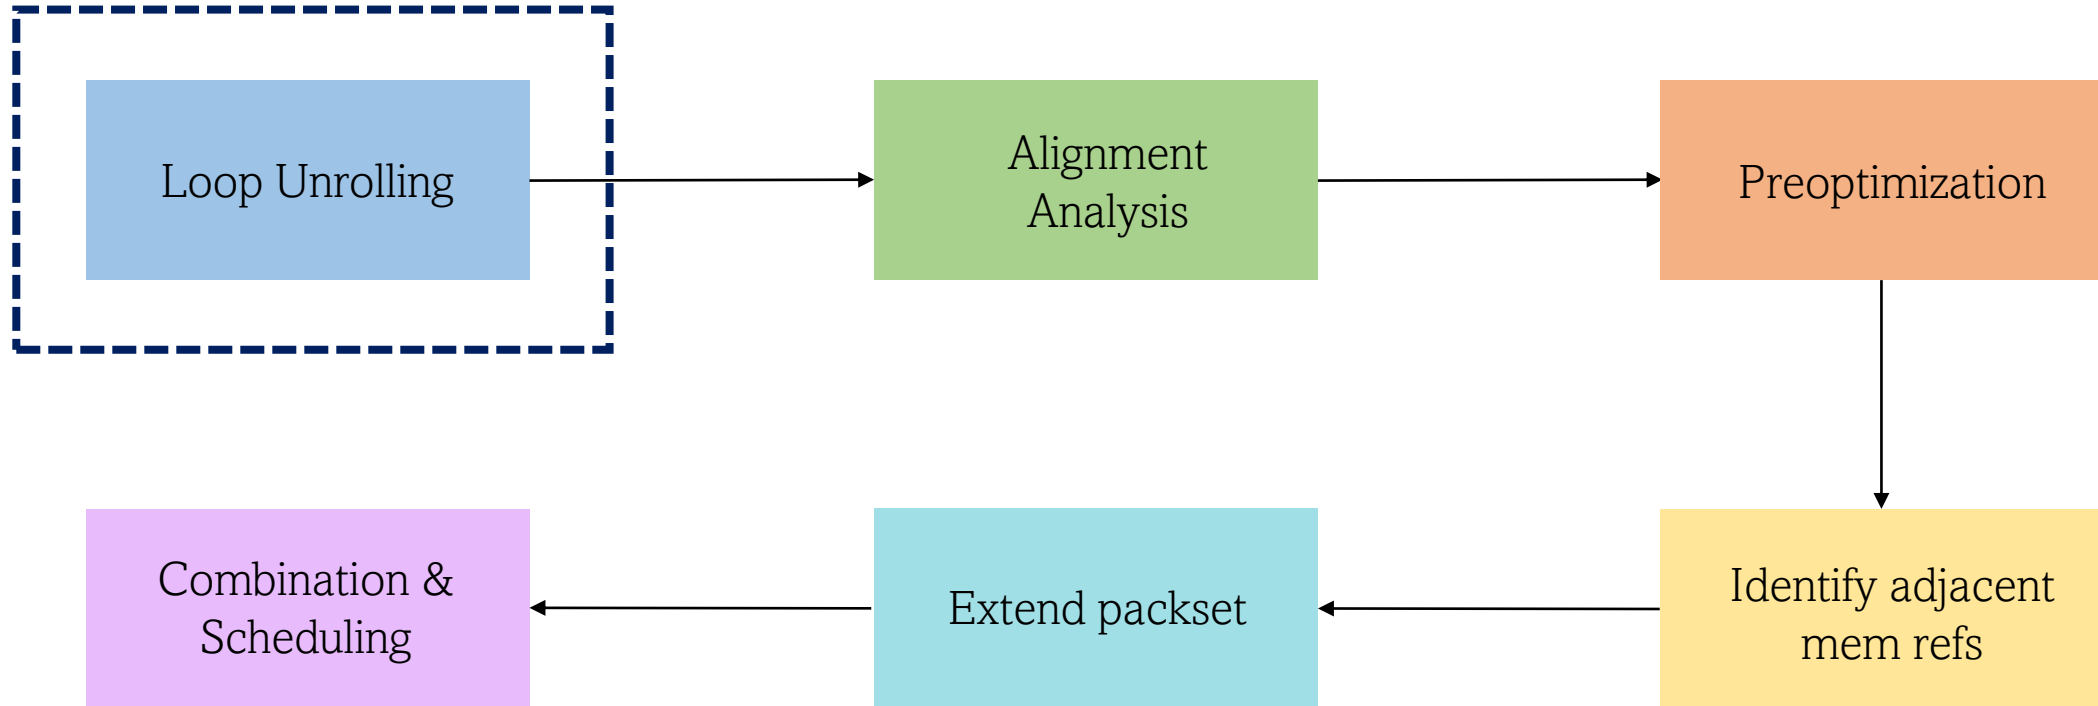 Loop Unrolling
Alignment
Analysis
Preoptimization
Identify adjacent
mem refs
Extend packset
Combination &
Scheduling